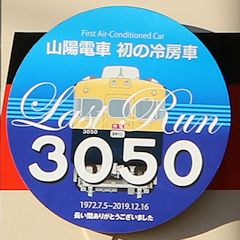 First Air-Conditioned Car
山陽電車 初の冷房車
Last Run
3050
3050
1972.7.5~2019.12.16
長い間ありがとうございました